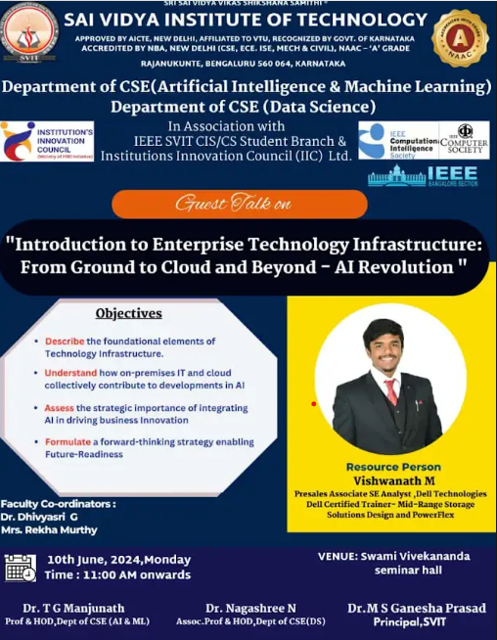 SRI SAI VIDYA VIKAS SHIKSHANA SAMITHI ®
SAI VIDYA INSTITUTE OF TECHNOLOGY
APPROVED BY AICTE, NEW DELHI, AFFILIATED TO VTU, RECOGNIZED BY GOVT. OF KARNATAKA
ACCREDITED BY NBA, NEW DELHI (CSE, ECE. ISE, MECH & CIVIL), NAAC – 'A' GRADE
RAJANUKUNTE, BENGALURU 560 064, KARNATAKA
SVIT
A
NAAC
Department of CSE(Artificial Intelligence & Machine Learning)
Department of CSE (Data Science)
In Association with
IEEE SVIT CIS/CS Student Branch &
Institutions Innovation Council (IIC) Ltd.
INSTITUTION'S
INNOVATION
COUNCIL
IEEE
Computational
Intelligence
Society
IEEE
COMPUTER
SOCIETY
IEEE
BANGALORE SECTION
Guest Talk on
"Introduction to Enterprise Technology Infrastructure:
From Ground to Cloud and Beyond – AI Revolution "
Objectives
• Describe the foundational elements of
Technology Infrastructure.
• Understand how on-premises IT and cloud
collectively contribute to developments in AI
• Assess the strategic importance of integrating
AI in driving business Innovation
• Formulate a forward-thinking strategy enabling
Future-Readiness
Resource Person
Vishwanath M
Presales Associate SE Analyst ,Dell Technologies
Dell Certified Trainer- Mid-Range Storage
Solutions Design and PowerFlex
Faculty Co-ordinators :
Dr. Dhivyasri G
Mrs. Rekha Murthy
10th June, 2024,Monday
Time : 11:00 AM onwards
VENUE: Swami Vivekananda
seminar hall
Dr. T G Manjunath
Prof & HOD,Dept of CSE (AI & ML)
Dr. Nagashree N
Assoc.Prof & HOD,Dept of CSE(DS)
Dr.M S Ganesha Prasad
Principal,SVIT